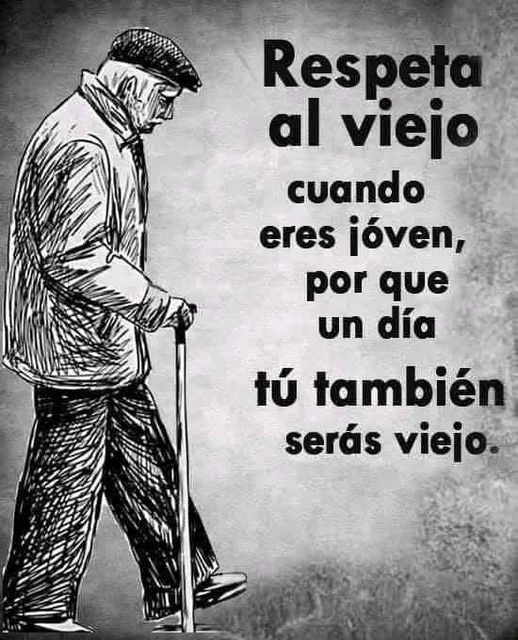 Respeta
al viejo
cuando
eres jóven,
por que
un día
tú también
serás viejo.